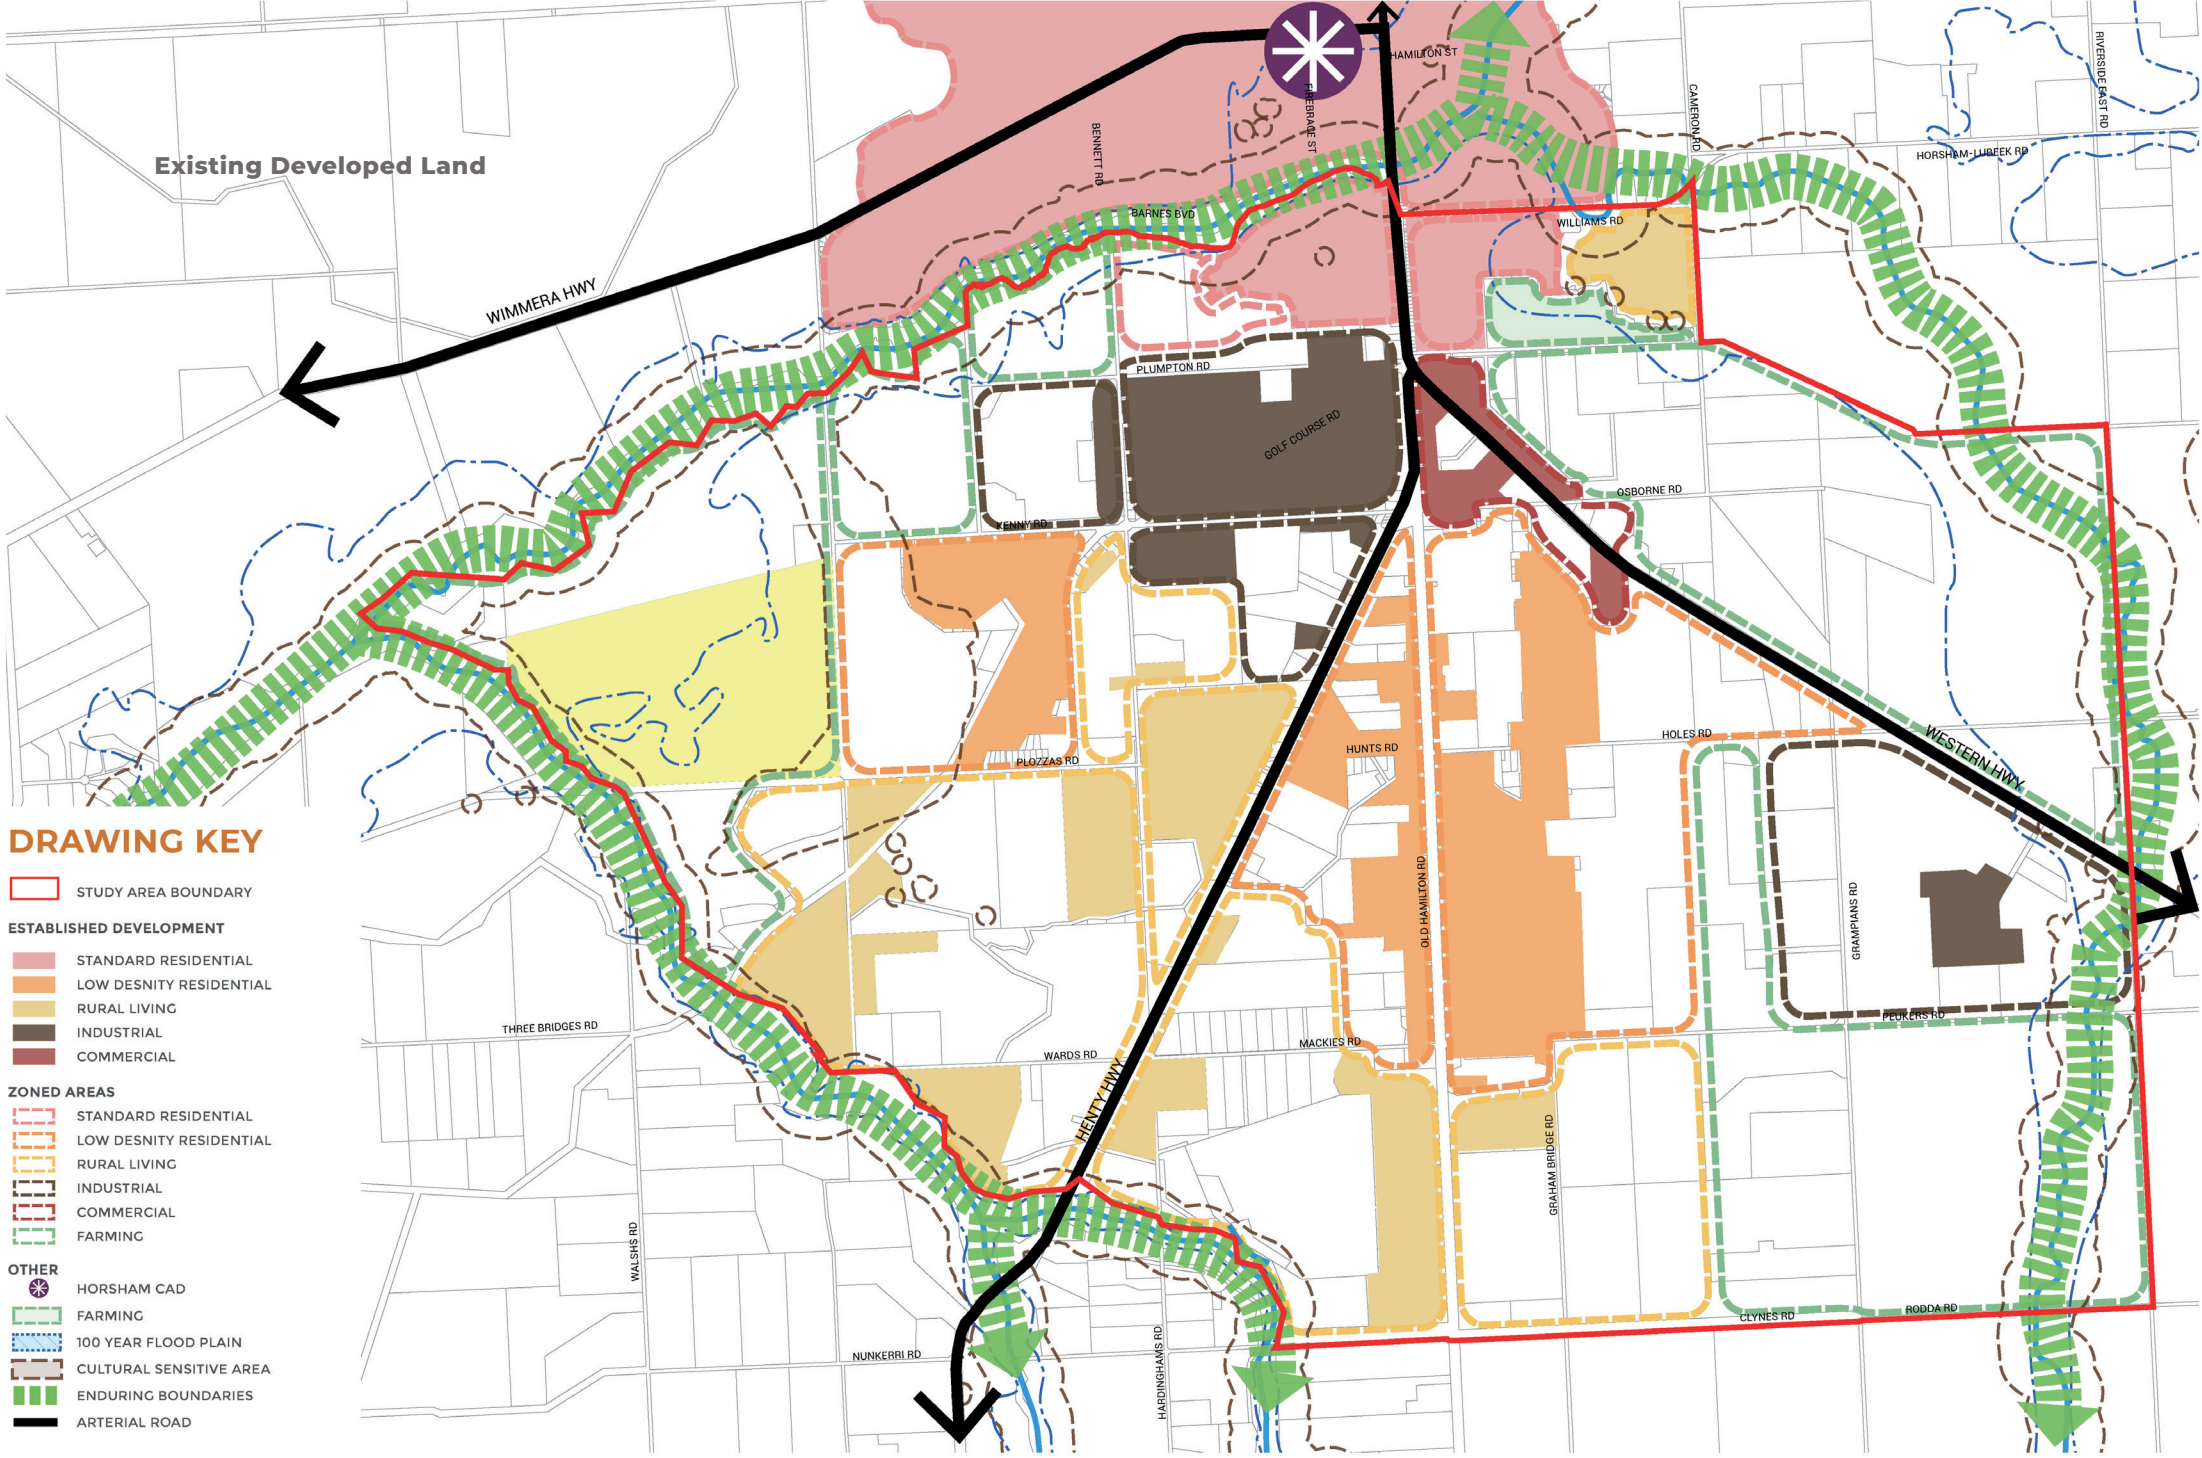 HAMILTON ST
FIREBRACE ST
RIVERSIDE EAST RD
CAMERON RD
BENNETT RD
HORSHAM-LUBEEK RD
Existing Developed Land
BARNES BVD
WILLIAMS RD
WIMMERA HWY
PLUMPTON RD
GOLF COURSE RD
OSBORNE RD
KENNY RD
HOLES RD
WESTERN HWY
HUNTS RD
PLOZZAS RD
OLD HAMILTON RD
GRAMPIANS RD
PEUKERS RD
THREE BRIDGES RD
WARDS RD
MACKIES RD
HENTY HWY
GRAHAM BRIDGE RD
WALSHS RD
RODDA RD
CLYNES RD
NUNKERRI RD
HARDINGHAMS RD
DRAWING KEY
STUDY AREA BOUNDARY
ESTABLISHED DEVELOPMENT
STANDARD RESIDENTIAL
LOW DESNITY RESIDENTIAL
RURAL LIVING
INDUSTRIAL
COMMERCIAL
ZONED AREAS
STANDARD RESIDENTIAL
LOW DESNITY RESIDENTIAL
RURAL LIVING
INDUSTRIAL
COMMERCIAL
FARMING
OTHER
HORSHAM CAD
FARMING
100 YEAR FLOOD PLAIN
CULTURAL SENSITIVE AREA
ENDURING BOUNDARIES
ARTERIAL ROAD